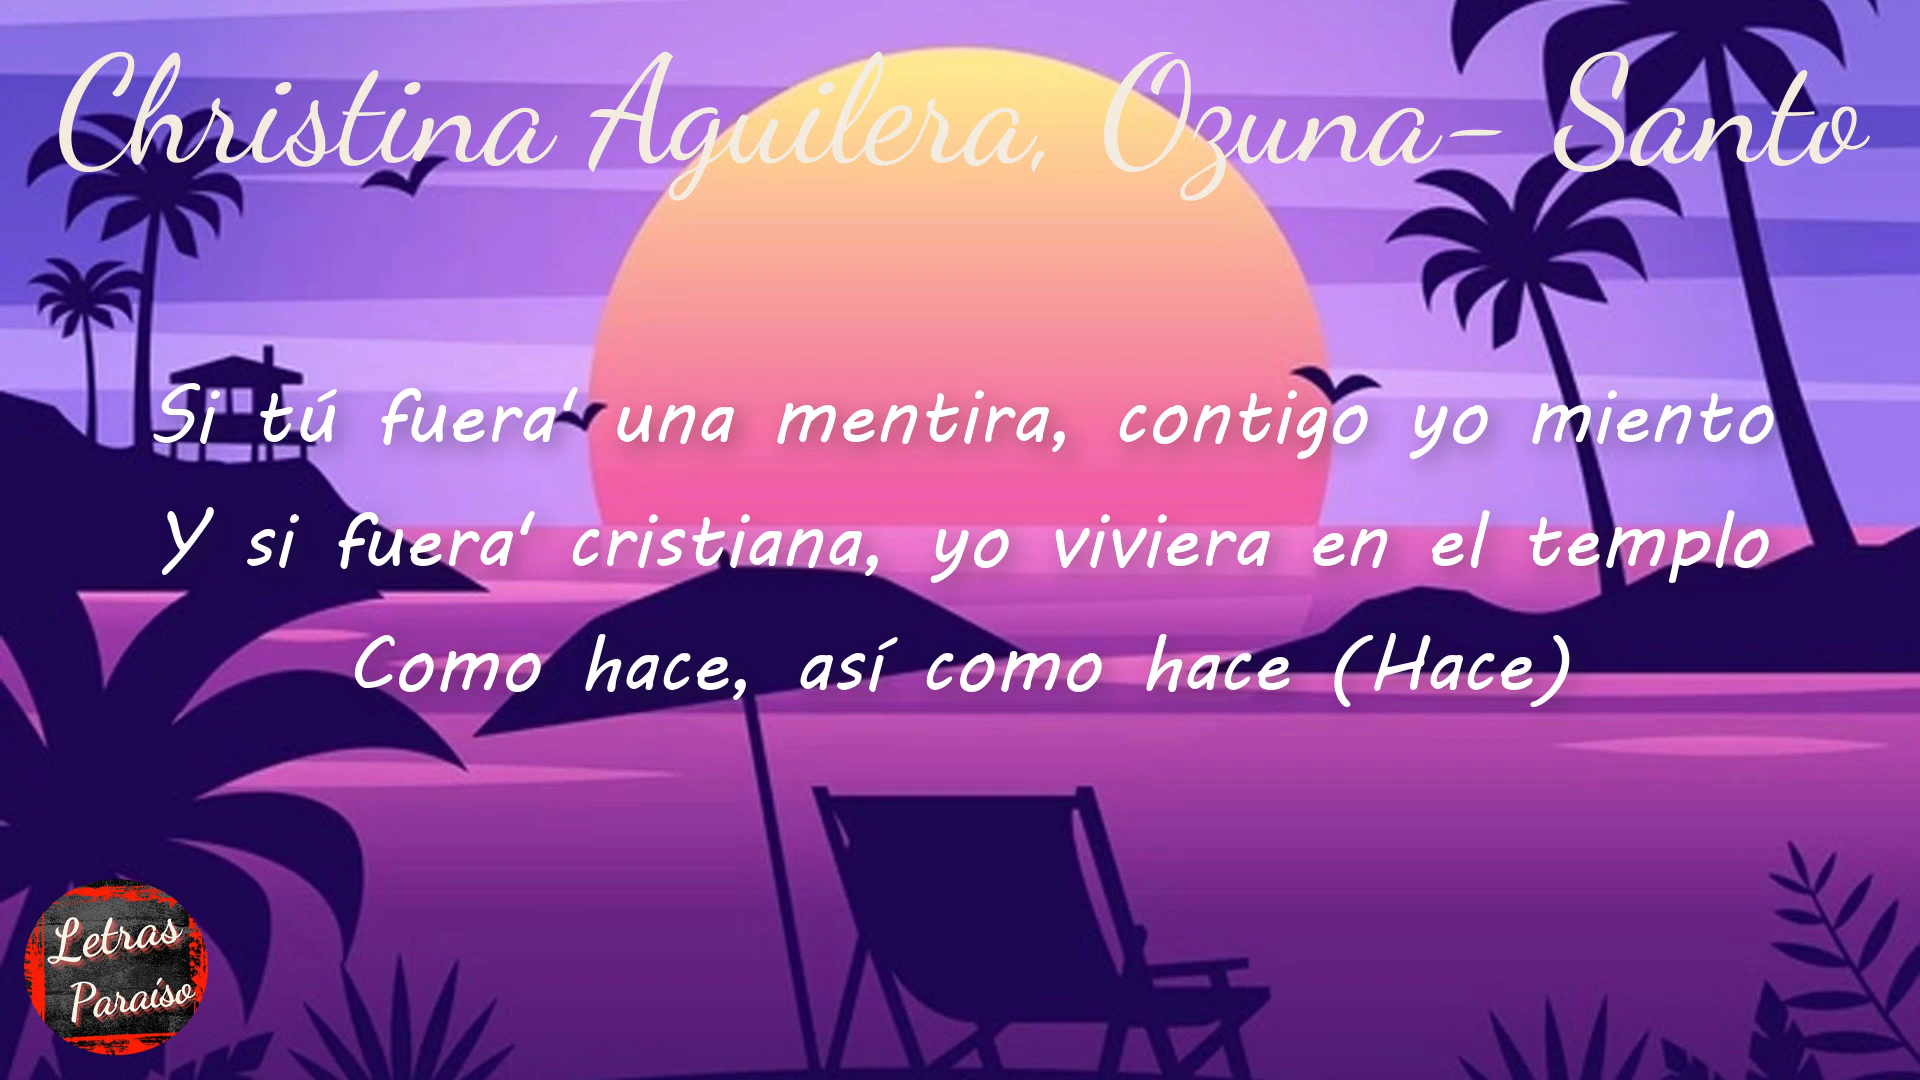 Christina Aguilera, Ozuna- Santo
Si tú fuera' una mentira, contigo yo miento
Y si fuera' cristiana, yo viviera en el templo
Como hace, así como hace (Hace)
Letras
Paraíso